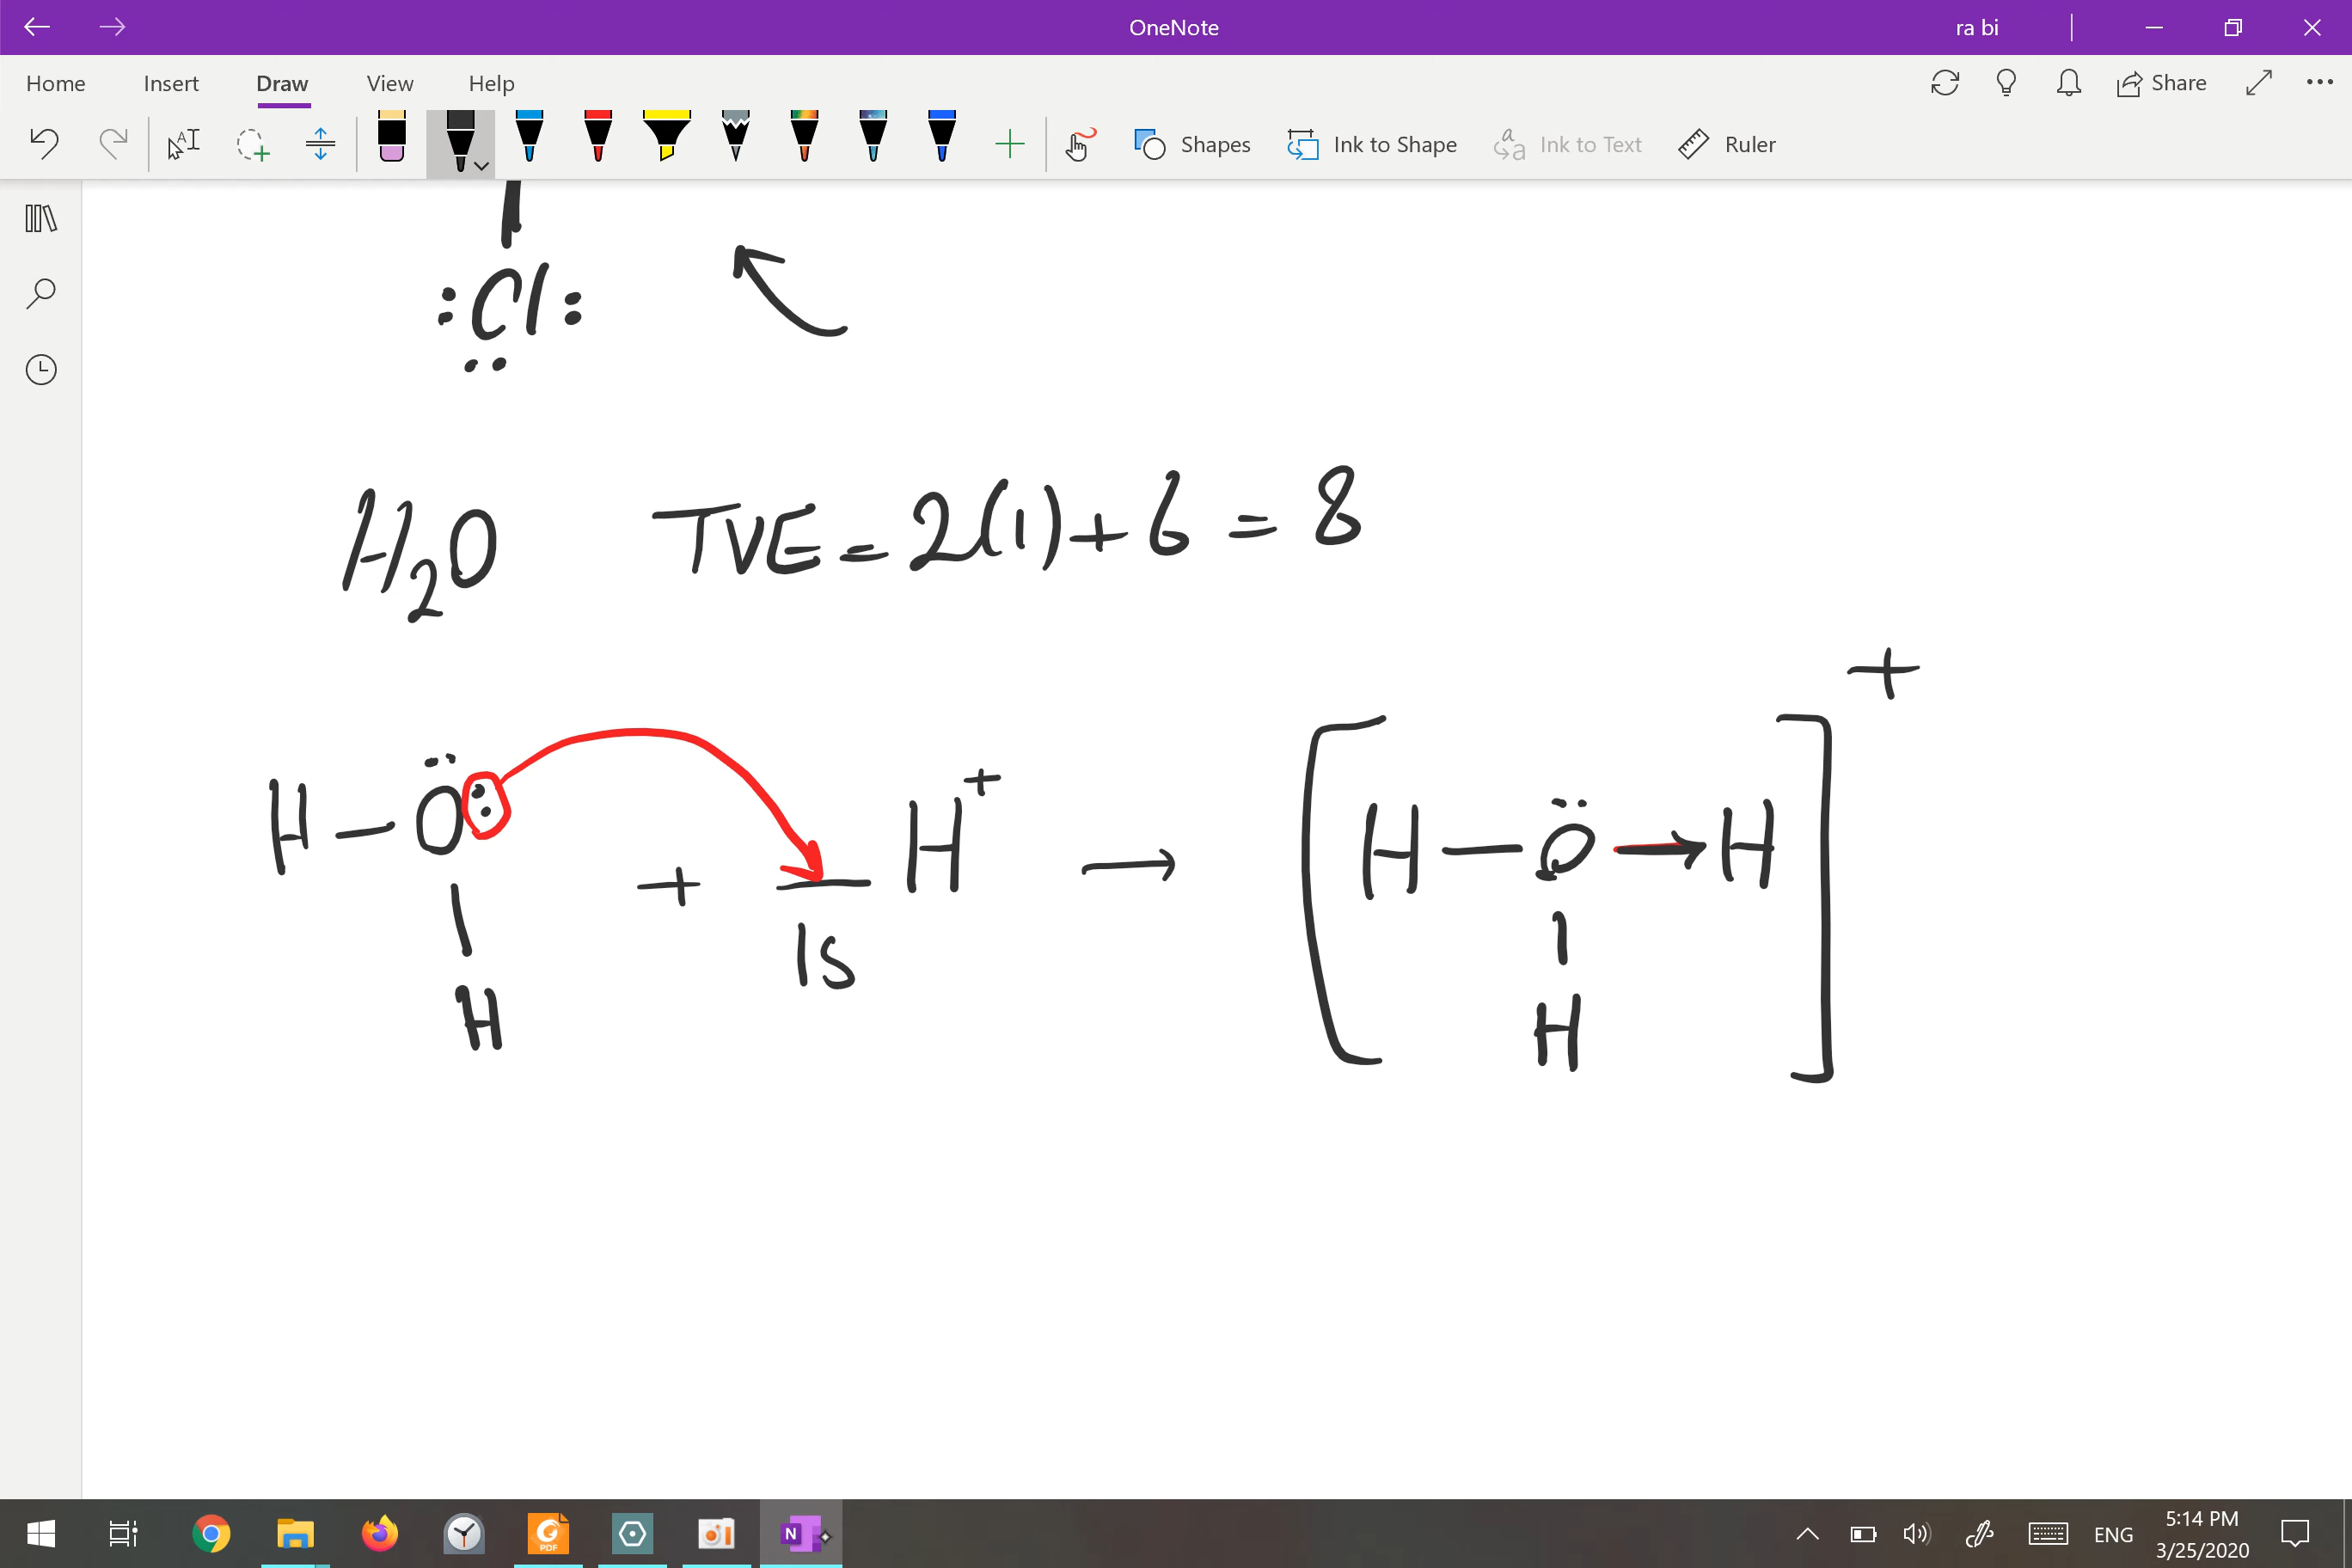 OneNote
ra bi
Home Insert Draw View Help
Share
Shapes Ink to Shape Ink to Text Ruler
:Cl:
H₂O TVE = 2(1) + 6 = 8
+
H — O: + H⁺ → [H — O → H]
1s
H H
ENG
5:14 PM
3/25/2020